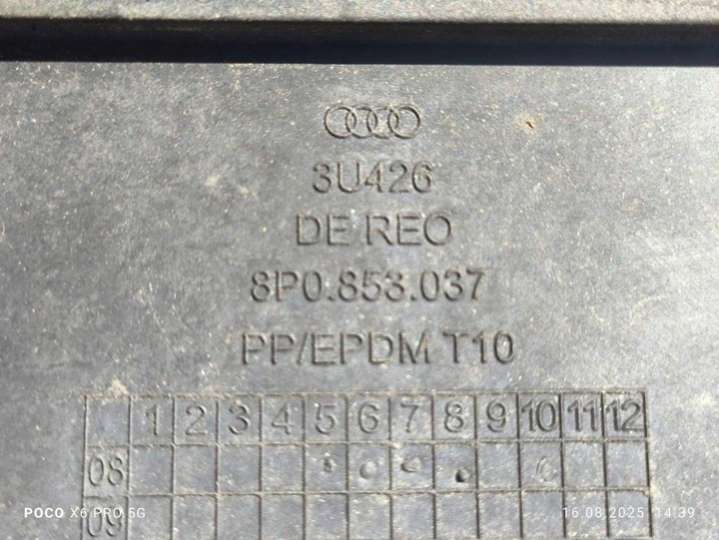 3U426
DE REO
8P0.853.037
PP/EPDM T10
1 2 3 4 5 6 7 8 9 10 11 12
08
09
POCO X6 PRO 5G
16.08.2025 14:39